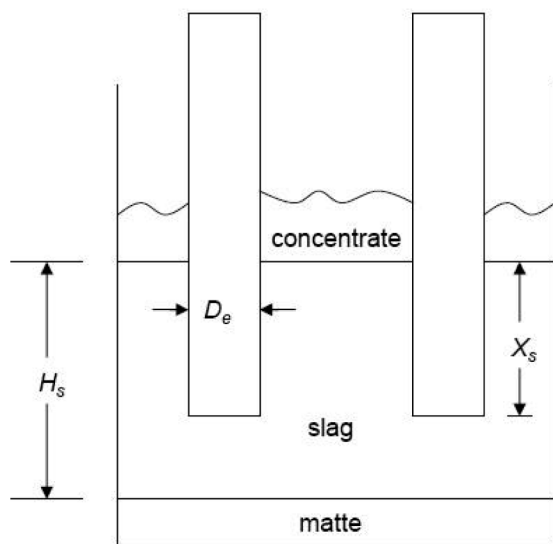 concentrate
D_e
X_s
H_s
slag
matte